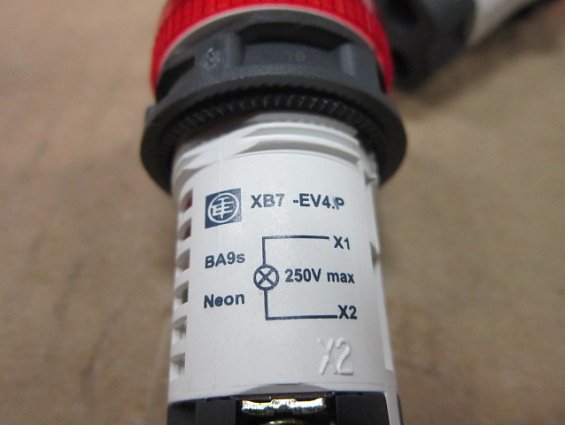 XB7 -EV4.P
X1
BA9s
250V max
Neon
X2
X2